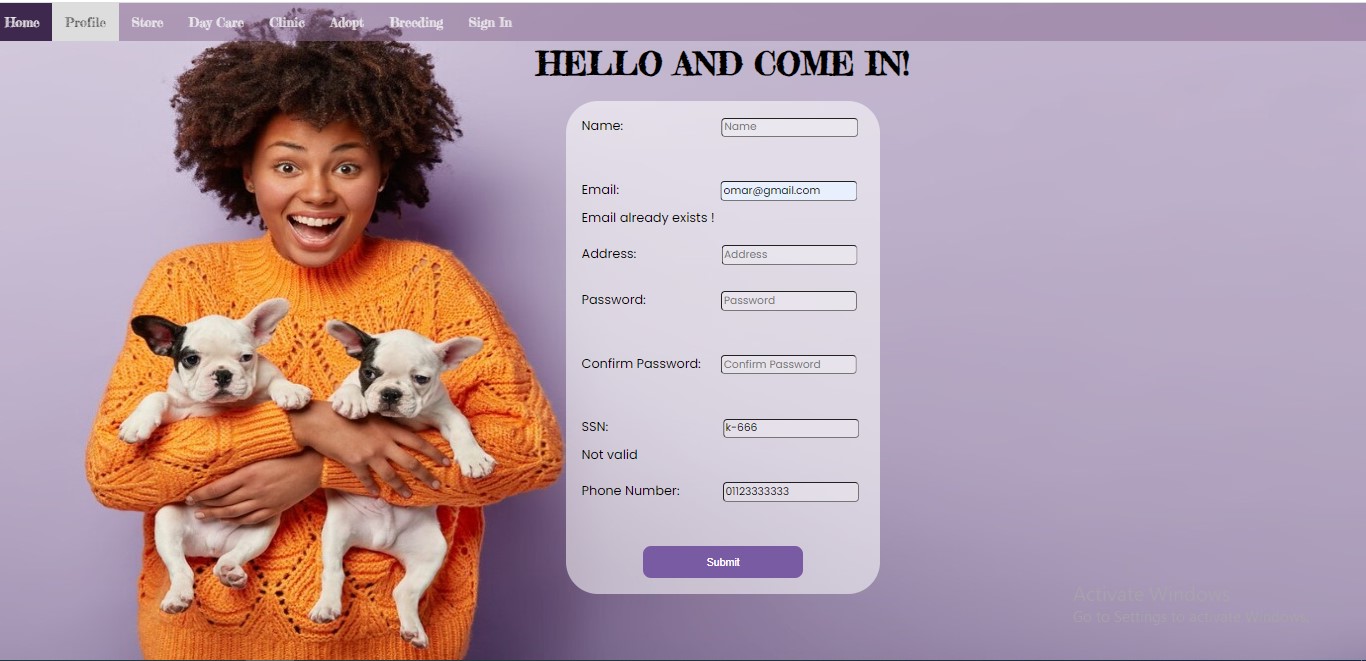 Home Profile Store Day Care Clinic Adopt Breeding Sign In
HELLO AND COME IN!
Name: Name
Email: omar@gmail.com
Email already exists !
Address: Address
Password: Password
Confirm Password: Confirm Password
SSN: k-666
Not valid
Phone Number: 01123333333
Submit
Activate Windows
Go to Settings to activate Windows.